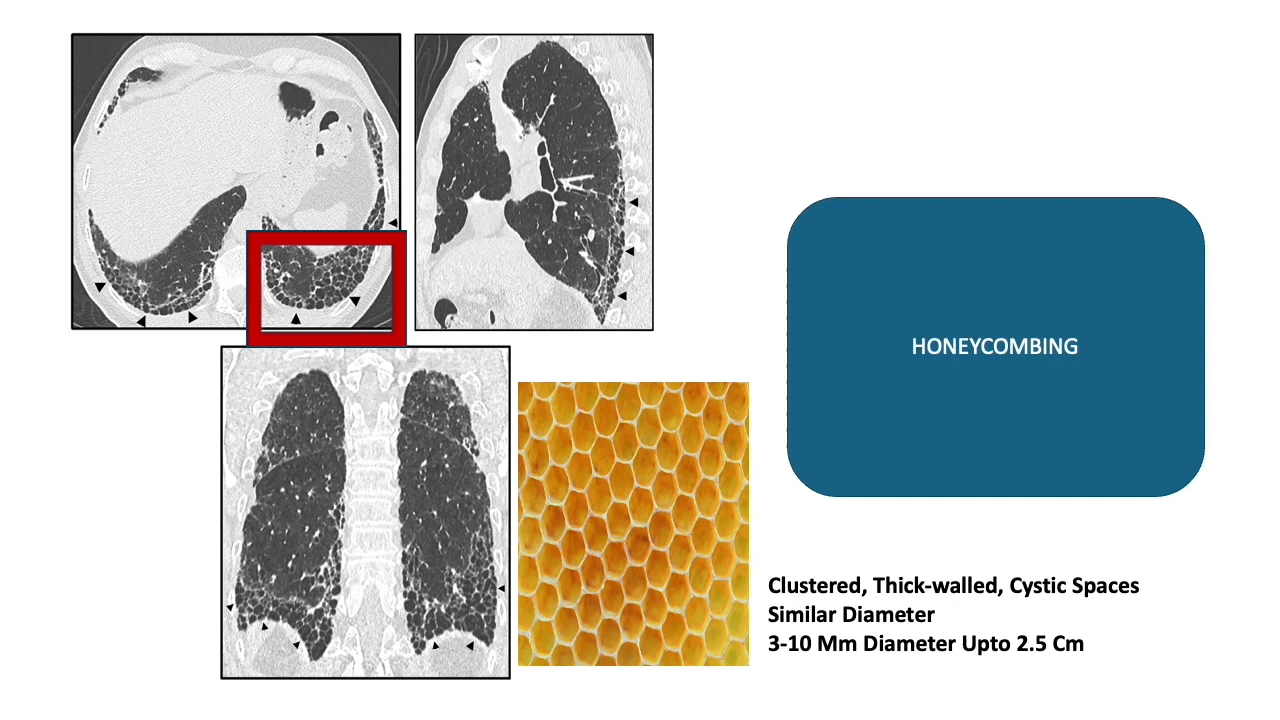 HONEYCOMBING
Clustered, Thick-walled, Cystic Spaces
Similar Diameter
3-10 Mm Diameter Upto 2.5 Cm